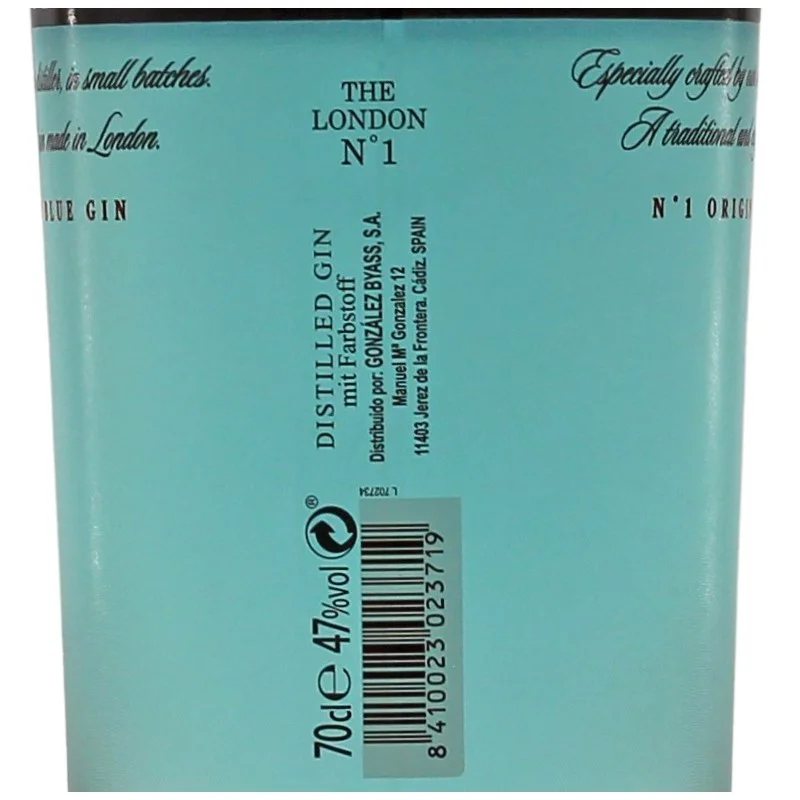 in small batches.
made in London.
BLUE GIN
THE
LONDON
N°1
Especially crafted by
A traditional and
N°1
DISTILLED GIN
mit Farbstoff
Distribuido por: GONZÁLEZ BYASS, S.A.
Manuel Mª Gonzalez 12
11403 Jerez de la Frontera. Cádiz. SPAIN
L 702734
®
70cl e 47%vol
8 410023 023719